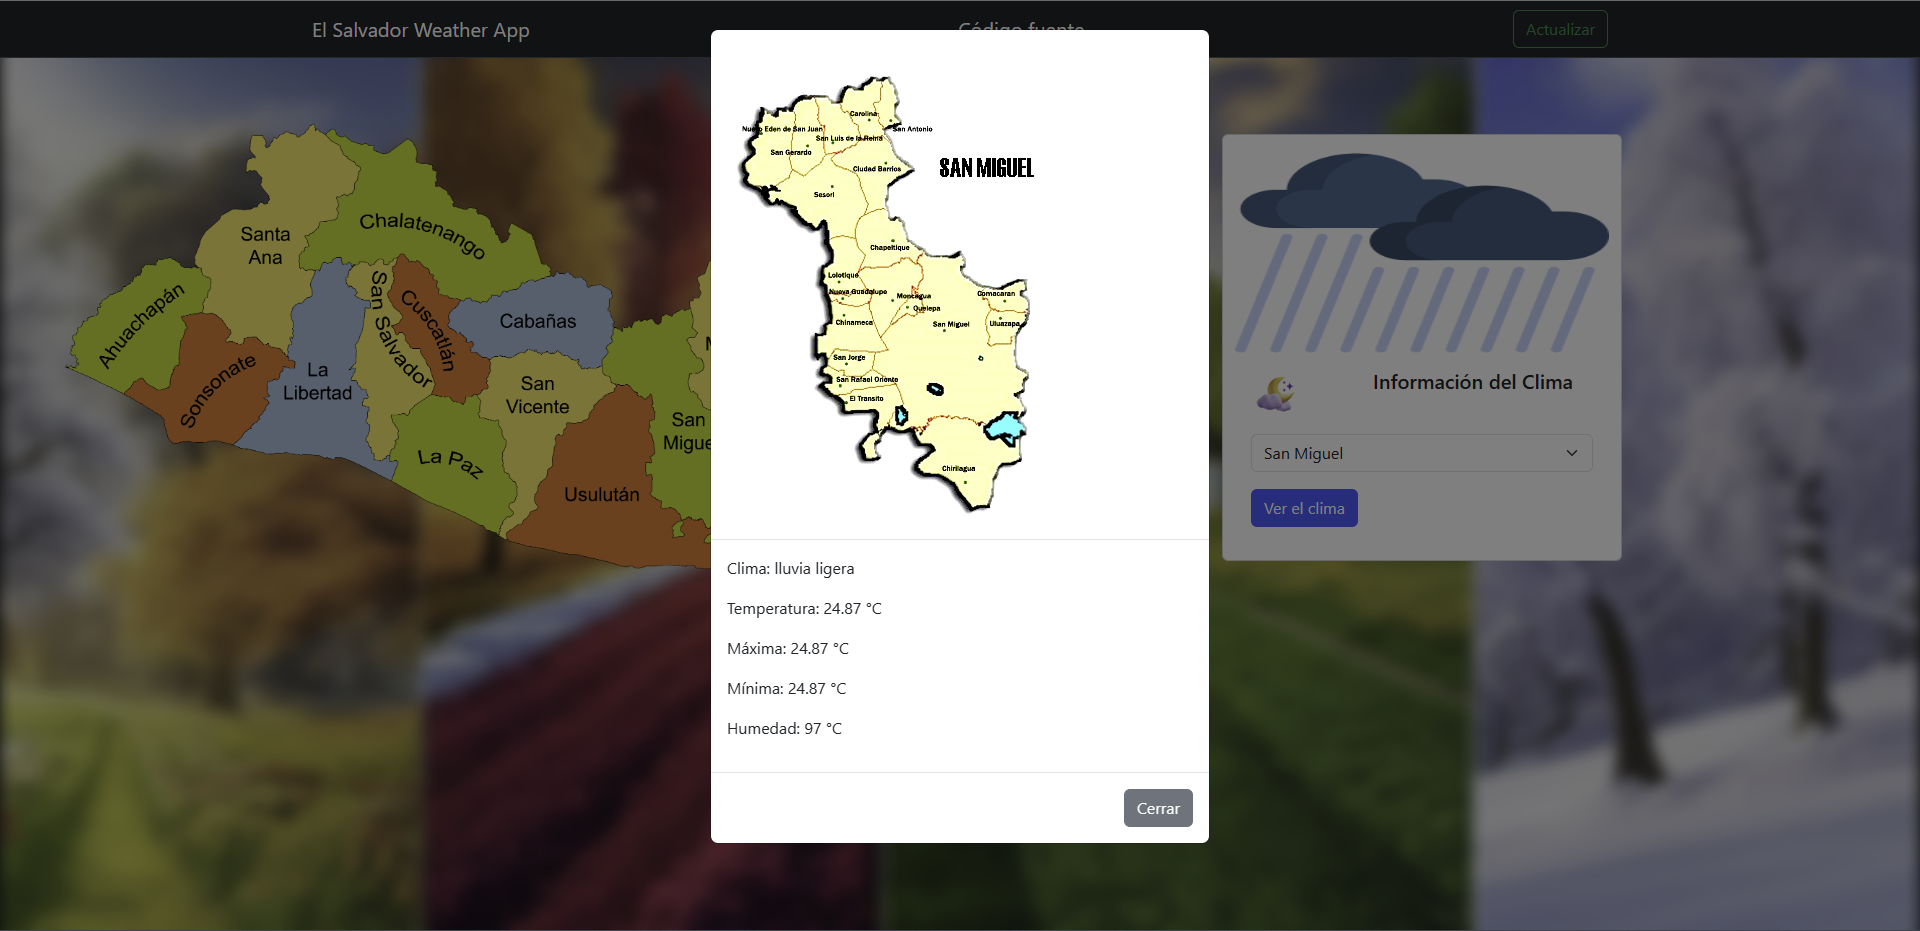 El Salvador Weather App
Código fuente
Actualizar
Santa
Ana
Chalatenango
Ahuachapán
Sonsonate
La
Libertad
San Salvador
Cuscatlán
Cabañas
San
Vicente
La Paz
Usulután
San
Migue
SAN MIGUEL
Carolina
Nuevo Eden de San Juan
San Antonio
San Luis de la Reina
San Gerardo
Ciudad Barrios
Sesori
Chapeltique
Lolotique
Nueva Guadalupe
Moncagua
Comacaran
Quelepa
Chinameca
San Miguel
Uluazapa
San Jorge
San Rafael Oriente
El Transito
Chirilagua
Clima: lluvia ligera
Temperatura: 24.87 °C
Máxima: 24.87 °C
Mínima: 24.87 °C
Humedad: 97 °C
Cerrar
Información del Clima
San Miguel
Ver el clima